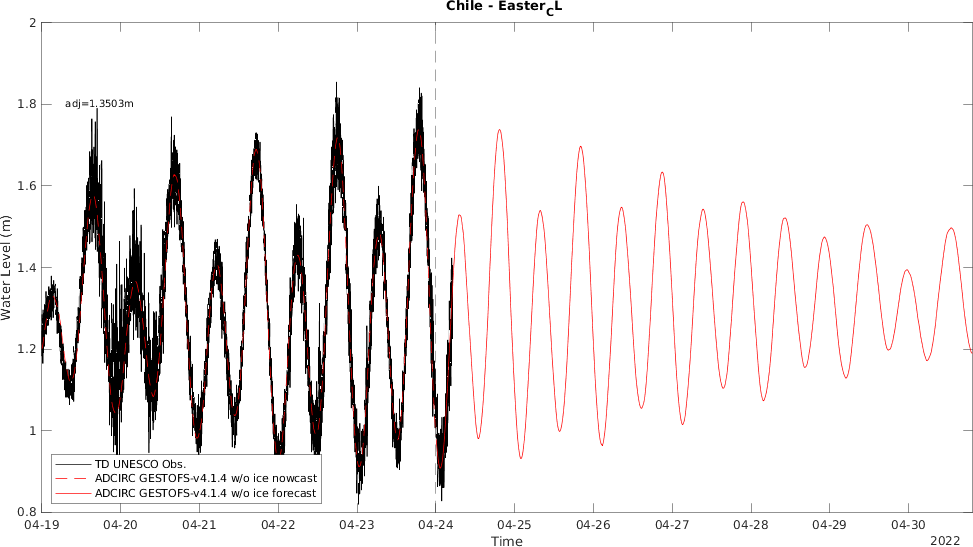 Chile - Easter_CL
2
1.8
1.6
1.4
1.2
1
0.8
Water Level (m)
adj=1.3503m
TD UNESCO Obs.
ADCIRC GESTOFS-v4.1.4 w/o ice nowcast
ADCIRC GESTOFS-v4.1.4 w/o ice forecast
04-19 04-20 04-21 04-22 04-23 04-24 04-25 04-26 04-27 04-28 04-29 04-30
Time
2022